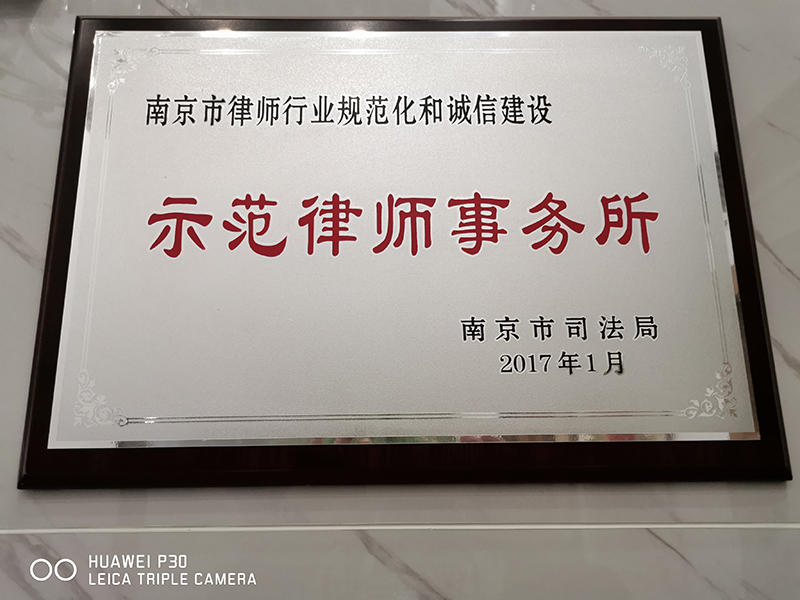 南京市律师行业规范化和诚信建设
示范律师事务所
南京市司法局
2017年1月
HUAWEI P30
LEICA TRIPLE CAMERA